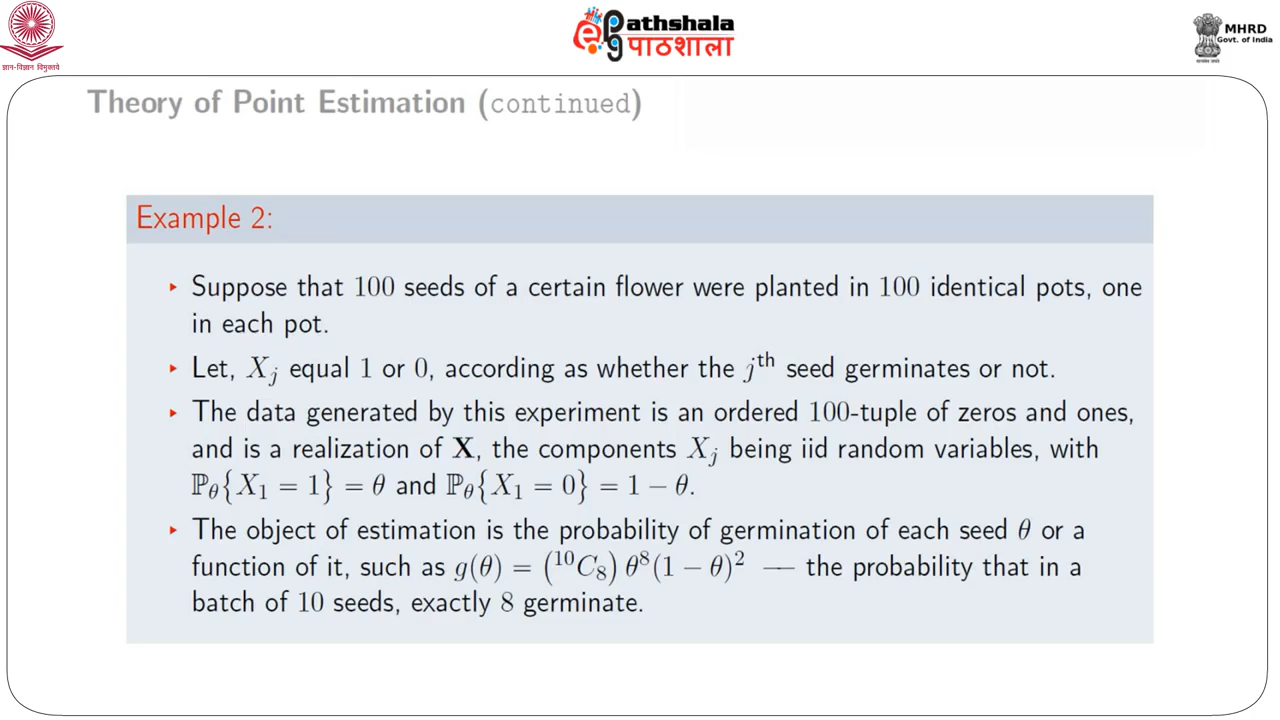 ज्ञान-विज्ञान विमुक्तये
ePathshala
पाठशाला
MHRD
Govt. of India
Theory of Point Estimation (continued)
Example 2:
▸ Suppose that 100 seeds of a certain flower were planted in 100 identical pots, one
in each pot.
▸ Let, X_j equal 1 or 0, according as whether the j^th seed germinates or not.
▸ The data generated by this experiment is an ordered 100-tuple of zeros and ones,
and is a realization of X, the components X_j being iid random variables, with
ℙ_θ{X_1 = 1} = θ and ℙ_θ{X_1 = 0} = 1 − θ.
▸ The object of estimation is the probability of germination of each seed θ or a
function of it, such as g(θ) = (^10C_8) θ^8(1 − θ)^2 — the probability that in a
batch of 10 seeds, exactly 8 germinate.